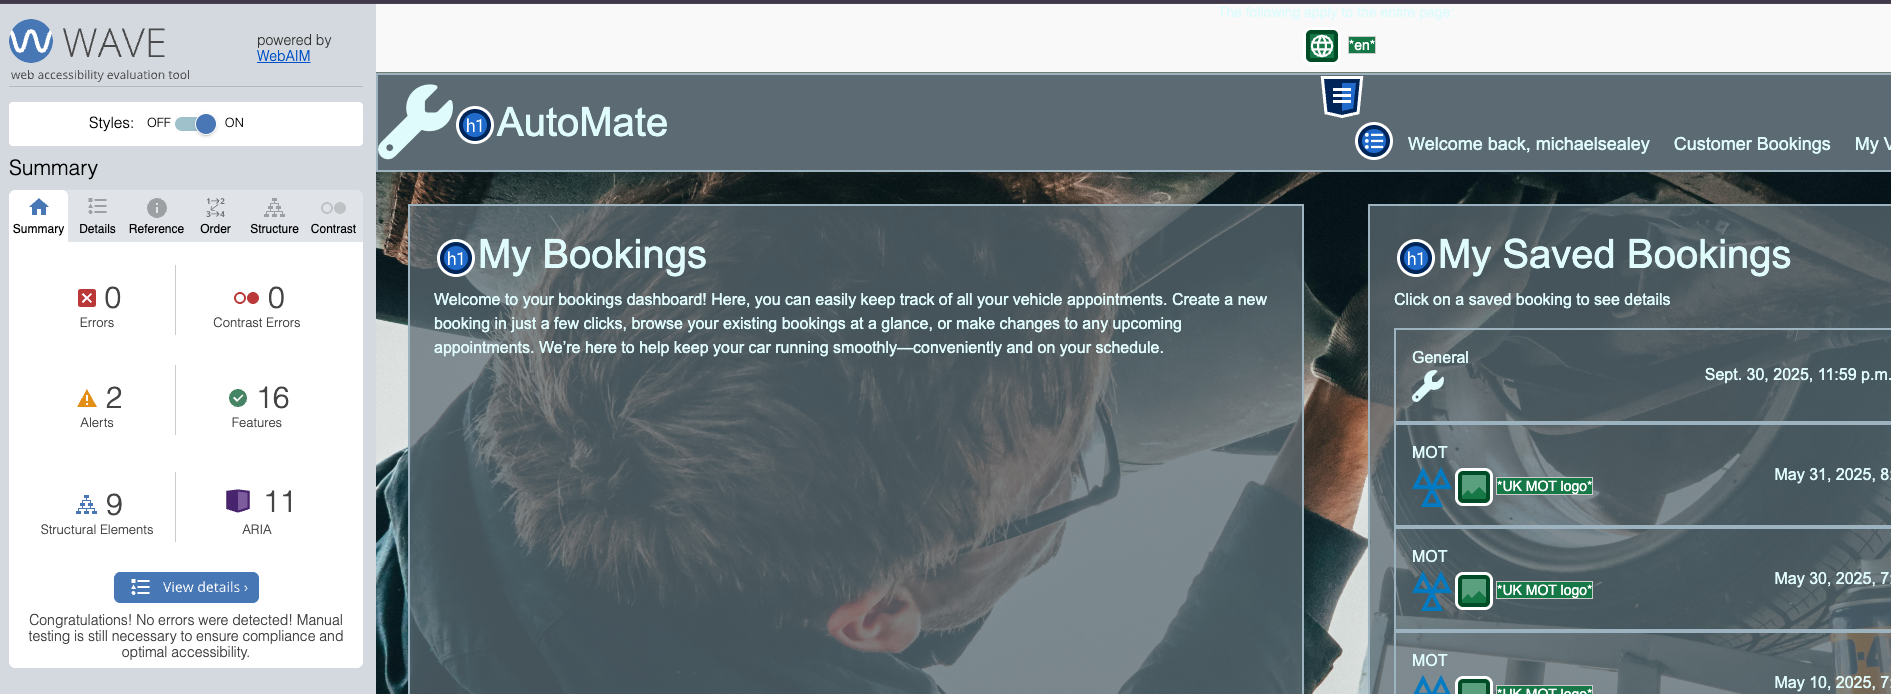 WAVE
web accessibility evaluation tool
powered by
WebAIM
Styles: OFF ON
Summary
Summary Details Reference Order Structure Contrast
0
Errors
0
Contrast Errors
2
Alerts
16
Features
9
Structural Elements
11
ARIA
View details ›
Congratulations! No errors were detected! Manual
testing is still necessary to ensure compliance and
optimal accessibility.
The following apply to the entire page:
*en*
h1 AutoMate
Welcome back, michaelsealey Customer Bookings My V
h1 My Bookings
Welcome to your bookings dashboard! Here, you can easily keep track of all your vehicle appointments. Create a new
booking in just a few clicks, browse your existing bookings at a glance, or make changes to any upcoming
appointments. We're here to help keep your car running smoothly—conveniently and on your schedule.
h1 My Saved Bookings
Click on a saved booking to see details
General
Sept. 30, 2025, 11:59 p.m.
MOT
*UK MOT logo*
May 31, 2025, 8:
MOT
*UK MOT logo*
May 30, 2025, 7:
MOT
*UK MOT logo*
May 10, 2025, 7: